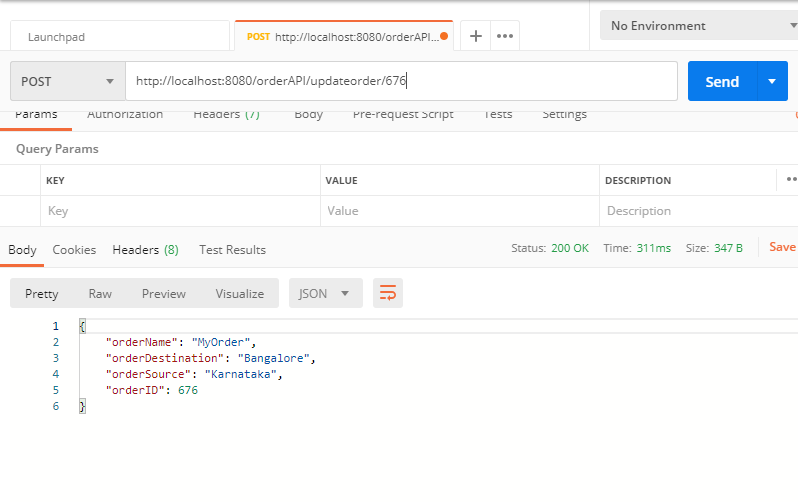 Launchpad
POST http://localhost:8080/orderAPI...
No Environment
POST
http://localhost:8080/orderAPI/updateorder/676
Send
Params Authorization Headers (7) Body Pre-request Script Tests Settings
Query Params
KEY VALUE DESCRIPTION
Key Value Description
Body Cookies Headers (8) Test Results Status: 200 OK Time: 311ms Size: 347 B Save
Pretty Raw Preview Visualize JSON
1 {
2 "orderName": "MyOrder",
3 "orderDestination": "Bangalore",
4 "orderSource": "Karnataka",
5 "orderID": 676
6 }